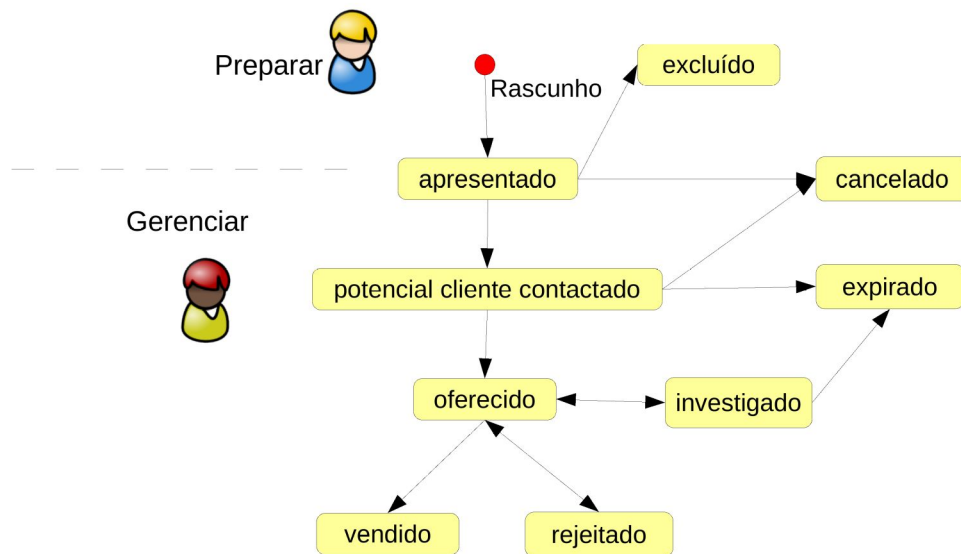 Preparar
excluído
Rascunho
apresentado
cancelado
Gerenciar
potencial cliente contactado
expirado
oferecido
investigado
vendido
rejeitado